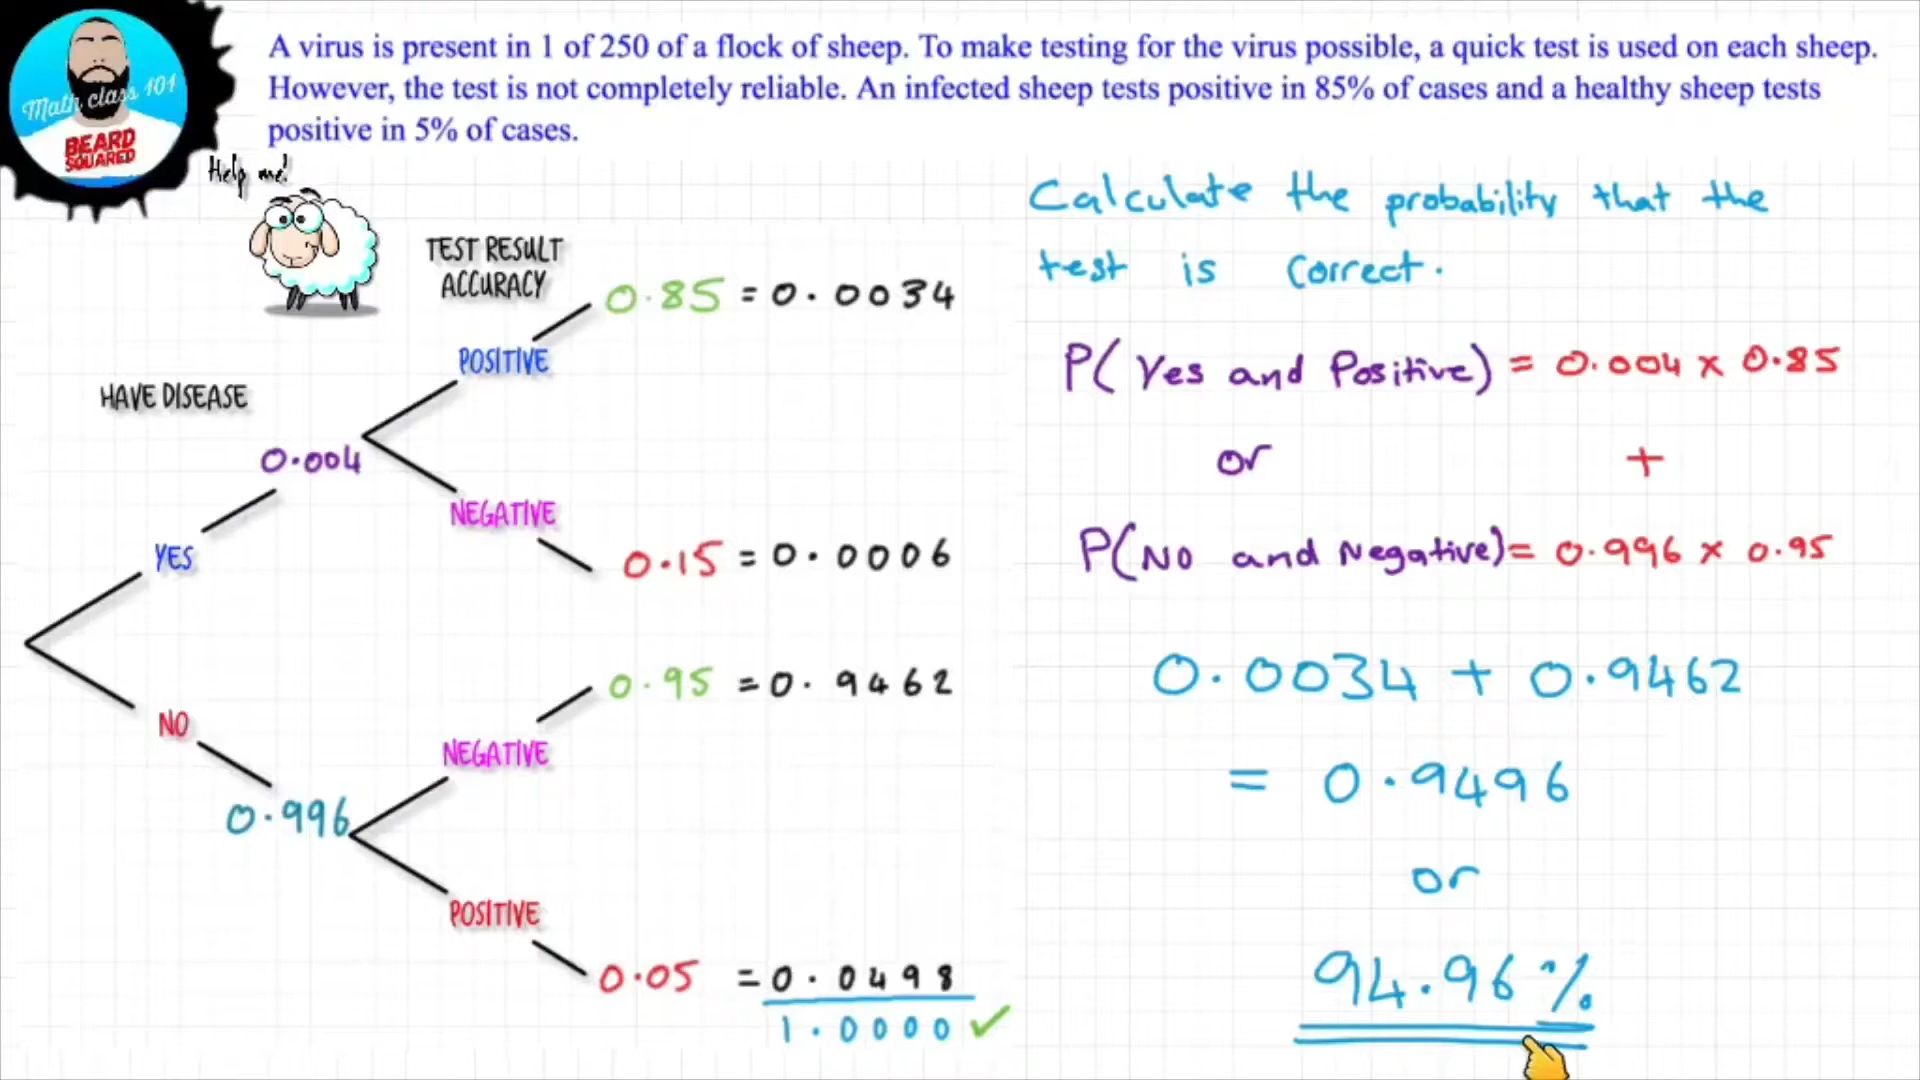 Math class 101
BEARD
SQUARED
A virus is present in 1 of 250 of a flock of sheep. To make testing for the virus possible, a quick test is used on each sheep.
However, the test is not completely reliable. An infected sheep tests positive in 85% of cases and a healthy sheep tests
positive in 5% of cases.
Help me!
TEST RESULT
ACCURACY
0.85 = 0.0034
POSITIVE
HAVE DISEASE
0.004
NEGATIVE
YES
0.15 = 0.0006
0.95 = 0.9462
NO
NEGATIVE
0.996
POSITIVE
0.05 = 0.0498
1.0000 ✓
Calculate the probability that the
test is correct.
P(Yes and Positive) = 0.004 x 0.85
or +
P(No and Negative) = 0.996 x 0.95
0.0034 + 0.9462
= 0.9496
or
94.96%